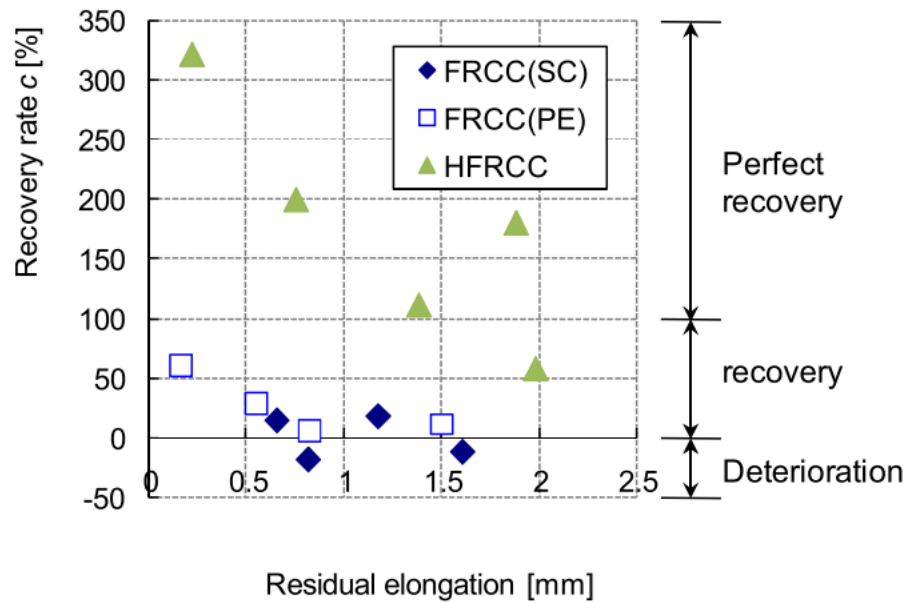 Recovery rate c [%]
350
300
250
200
150
100
50
0
-50
0 0.5 1 1.5 2 2.5
FRCC(SC)
FRCC(PE)
HFRCC
Perfect
recovery
recovery
Deterioration
Residual elongation [mm]